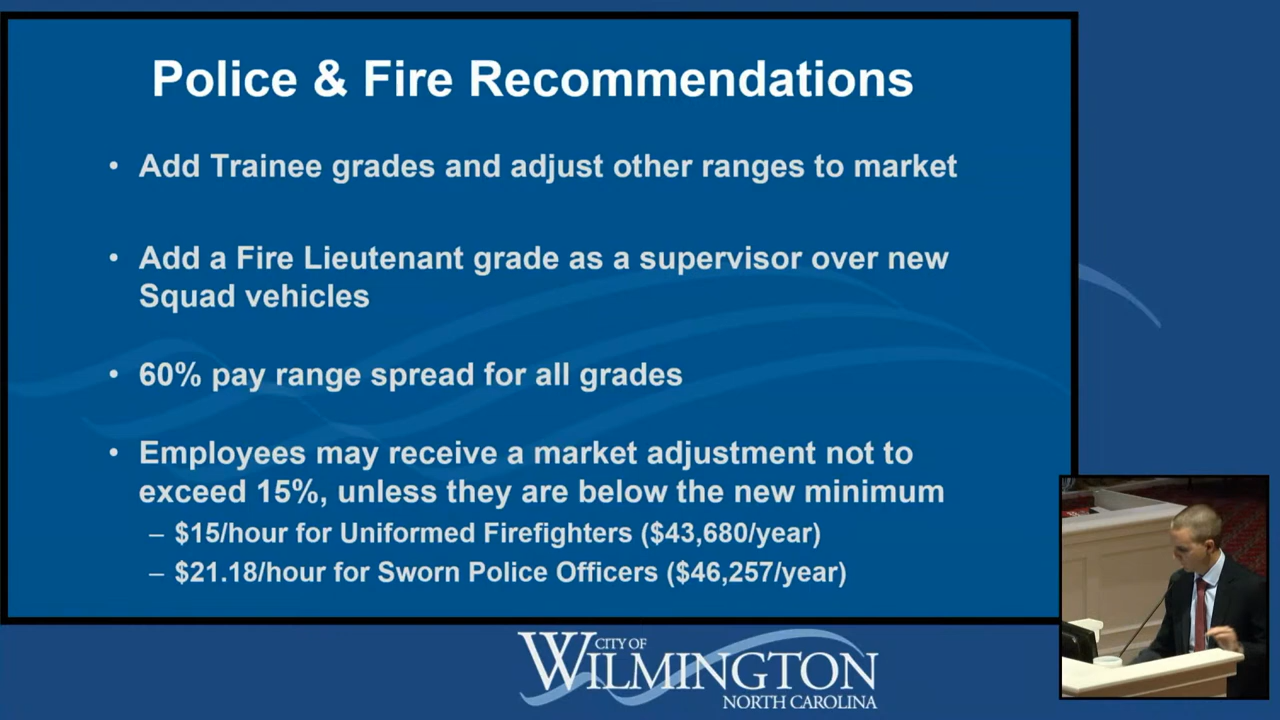 Police & Fire Recommendations
• Add Trainee grades and adjust other ranges to market
• Add a Fire Lieutenant grade as a supervisor over new
Squad vehicles
• 60% pay range spread for all grades
• Employees may receive a market adjustment not to
exceed 15%, unless they are below the new minimum
– $15/hour for Uniformed Firefighters ($43,680/year)
– $21.18/hour for Sworn Police Officers ($46,257/year)
CITY OF
WILMINGTON
NORTH CAROLINA